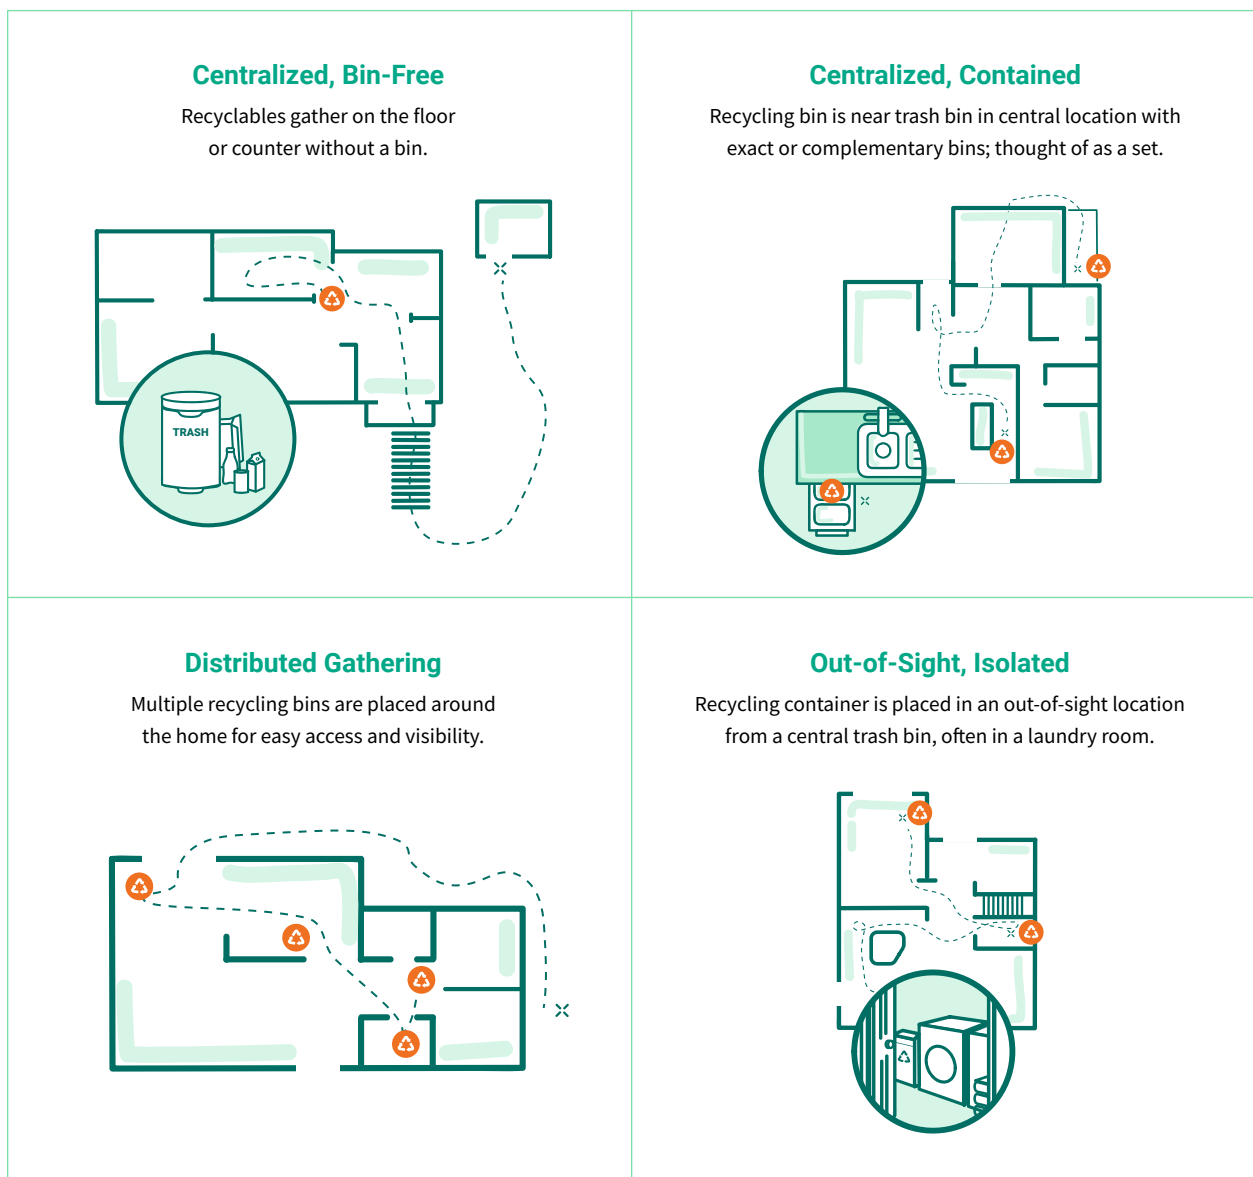 Centralized, Bin-Free
Recyclables gather on the floor
or counter without a bin.
TRASH
Centralized, Contained
Recycling bin is near trash bin in central location with
exact or complementary bins; thought of as a set.
Distributed Gathering
Multiple recycling bins are placed around
the home for easy access and visibility.
Out-of-Sight, Isolated
Recycling container is placed in an out-of-sight location
from a central trash bin, often in a laundry room.